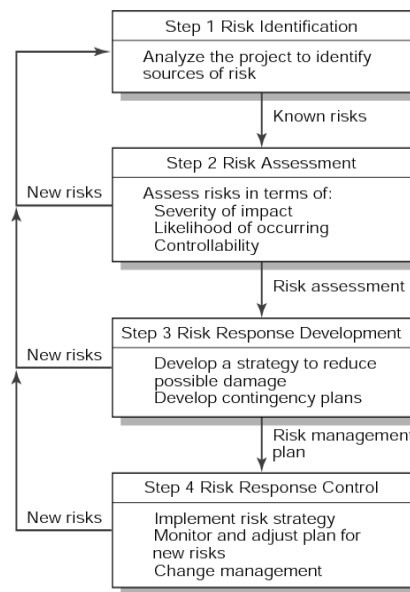 Step 1 Risk Identification
Analyze the project to identify
sources of risk
Known risks
Step 2 Risk Assessment
New risks
Assess risks in terms of:
Severity of impact
Likelihood of occurring
Controllability
Risk assessment
Step 3 Risk Response Development
New risks
Develop a strategy to reduce
possible damage
Develop contingency plans
Risk management
plan
Step 4 Risk Response Control
New risks
Implement risk strategy
Monitor and adjust plan for
new risks
Change management